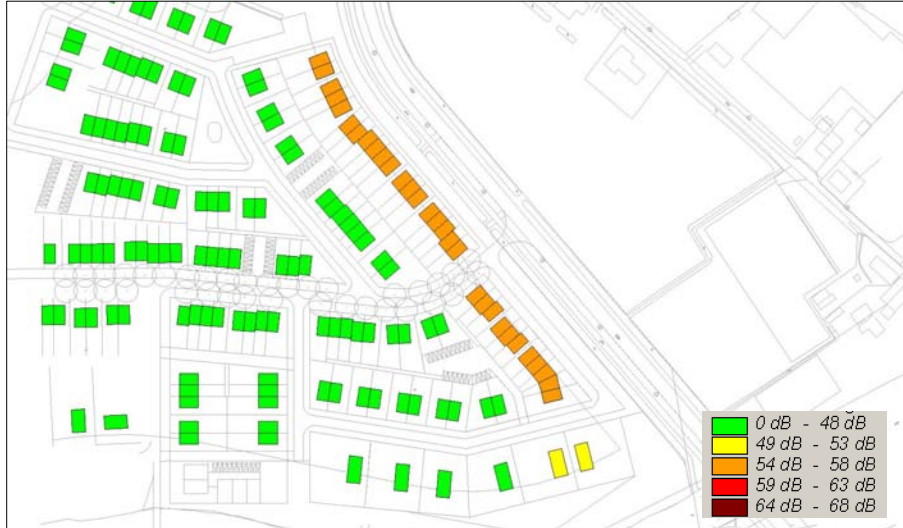 0 dB - 48 dB
49 dB - 53 dB
54 dB - 58 dB
59 dB - 63 dB
64 dB - 68 dB